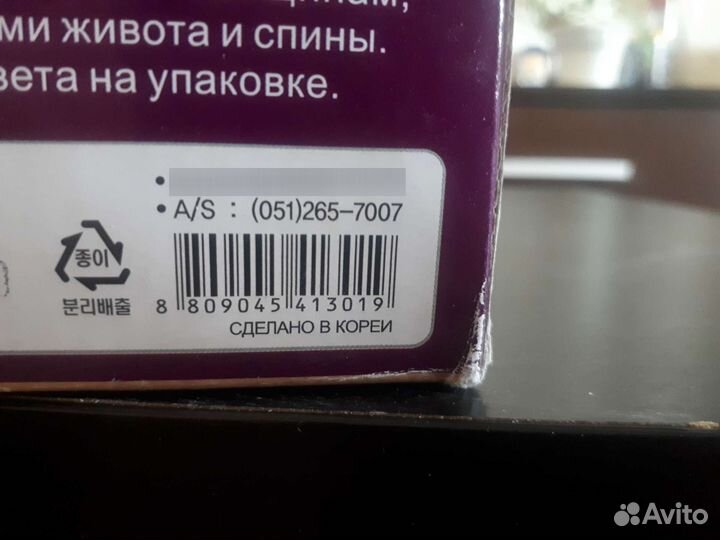 ми живота и спины.
на упаковке.
• A/S : (051)265-7007
종이
분리배출
8 809045 413019
СДЕЛАНО В КОРЕИ
Avito